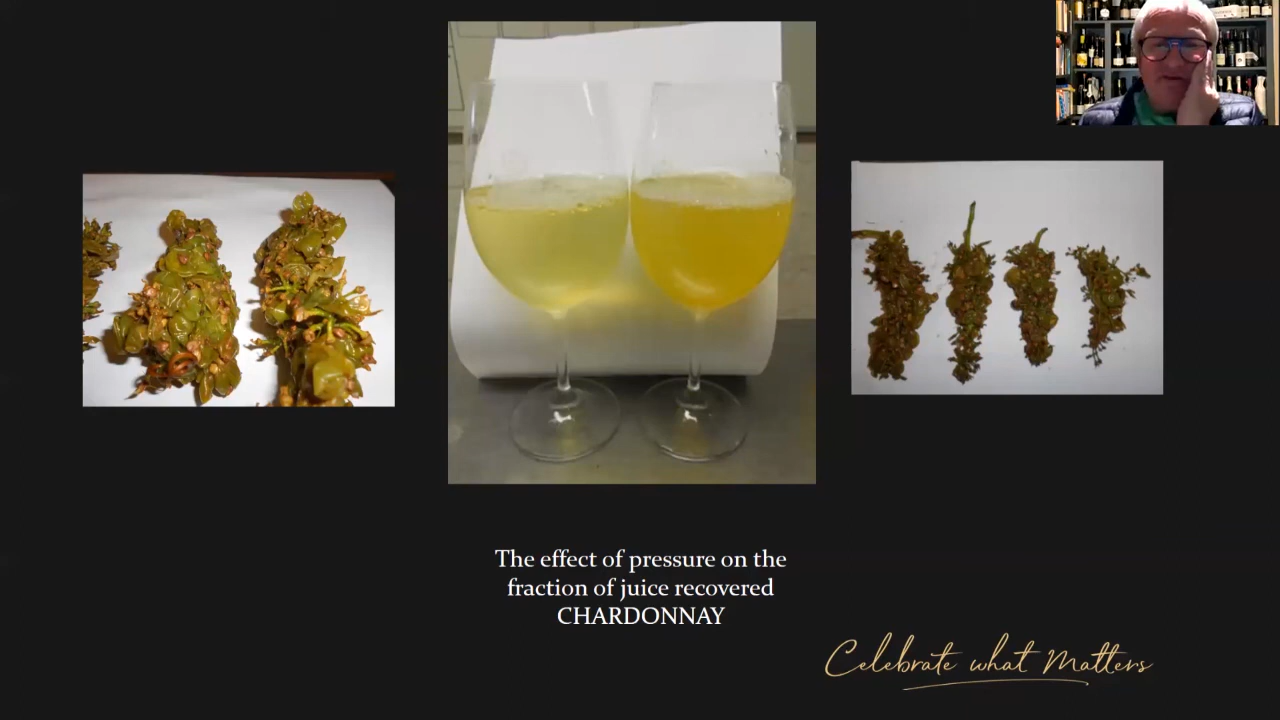 The effect of pressure on the
fraction of juice recovered
CHARDONNAY
Celebrate what Matters